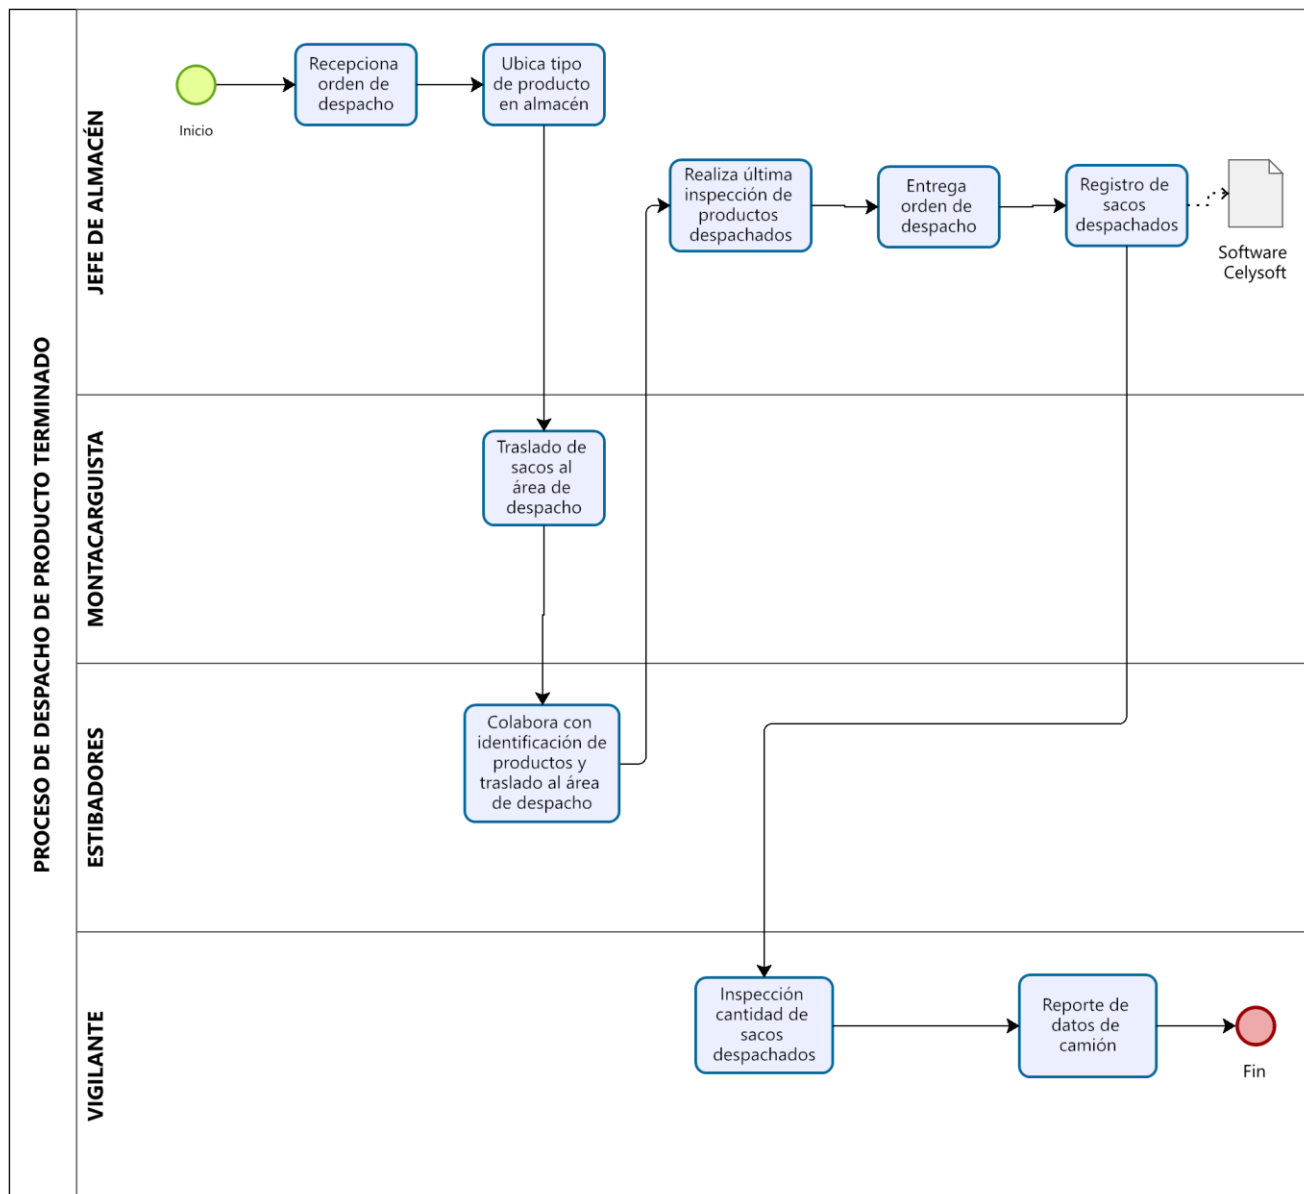 PROCESO DE DESPACHO DE PRODUCTO TERMINADO
JEFE DE ALMACÉN
Inicio
Recepciona
orden de
despacho
Ubica tipo
de producto
en almacén
Realiza última
inspección de
productos
despachados
Entrega
orden de
despacho
Registro de
sacos
despachados
Software
Celysoft
MONTACARGUISTA
Traslado de
sacos al
área de
despacho
ESTIBADORES
Colabora con
identificación de
productos y
traslado al área
de despacho
VIGILANTE
Inspección
cantidad de
sacos
despachados
Reporte de
datos de
camión
Fin